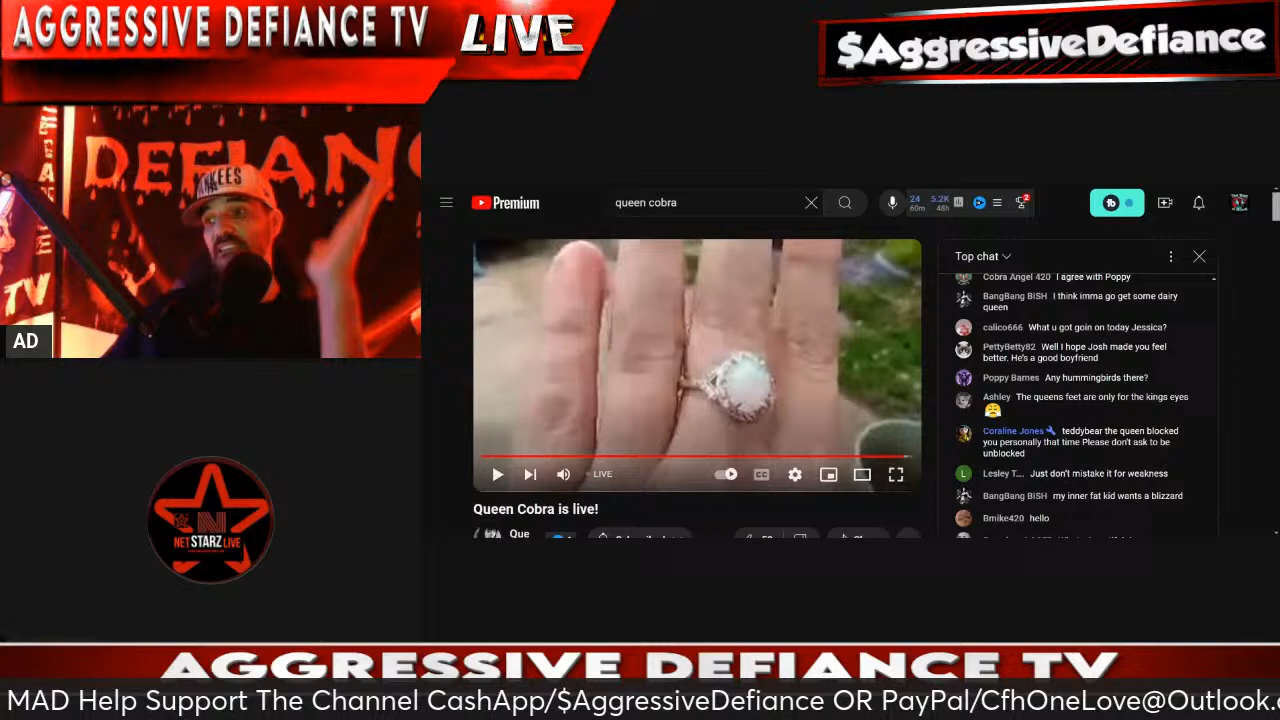 AGGRESSIVE DEFIANCE TV
LIVE
$AggressiveDefiance
DEFIANC
TV
AD
NET STARZ LIVE
Premium
queen cobra
24
60m
5.2K
48h
2
LIVE
Queen Cobra is live!
Que
Top chat
Cobra Angel 420 I agree with Poppy
BangBang BISH I think imma go get some dairy
queen
calico666 What u got goin on today Jessica?
PettyBetty82 Well I hope Josh made you feel
better. He's a good boyfriend
Poppy Barnes Any hummingbirds there?
Ashley The queens feet are only for the kings eyes
Coraline Jones teddybear the queen blocked
you personally that time Please don't ask to be
unblocked
L
Lesley T.... Just don't mistake it for weakness
BangBang BISH my inner fat kid wants a blizzard
Bmike420 hello
AGGRESSIVE DEFIANCE TV
MAD Help Support The Channel CashApp/$AggressiveDefiance OR PayPal/CfhOneLove@Outlook.